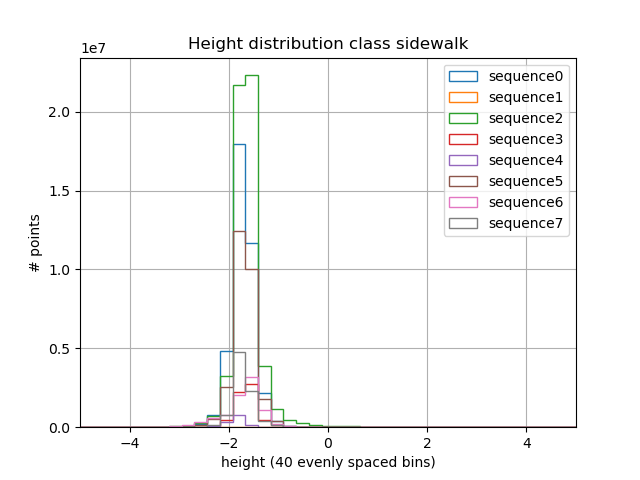 Height distribution class sidewalk
1e7
2.0
1.5
1.0
0.5
0.0
# points
−4
−2
0
2
4
height (40 evenly spaced bins)
sequence0
sequence1
sequence2
sequence3
sequence4
sequence5
sequence6
sequence7